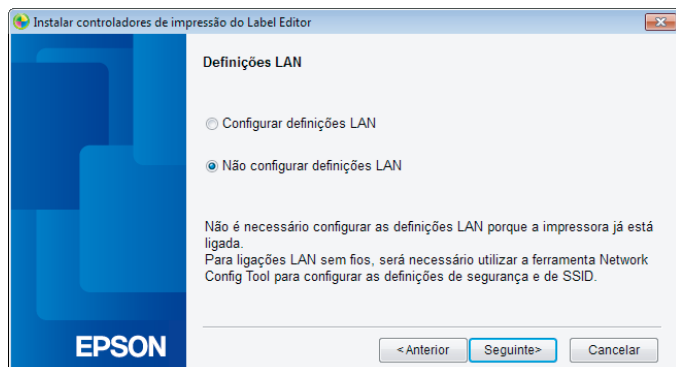 Instalar controladores de impressão do Label Editor
Definições LAN
Configurar definições LAN
Não configurar definições LAN
Não é necessário configurar as definições LAN porque a impressora já está
ligada.
Para ligações LAN sem fios, será necessário utilizar a ferramenta Network
Config Tool para configurar as definições de segurança e de SSID.
EPSON
<Anterior
Seguinte>
Cancelar